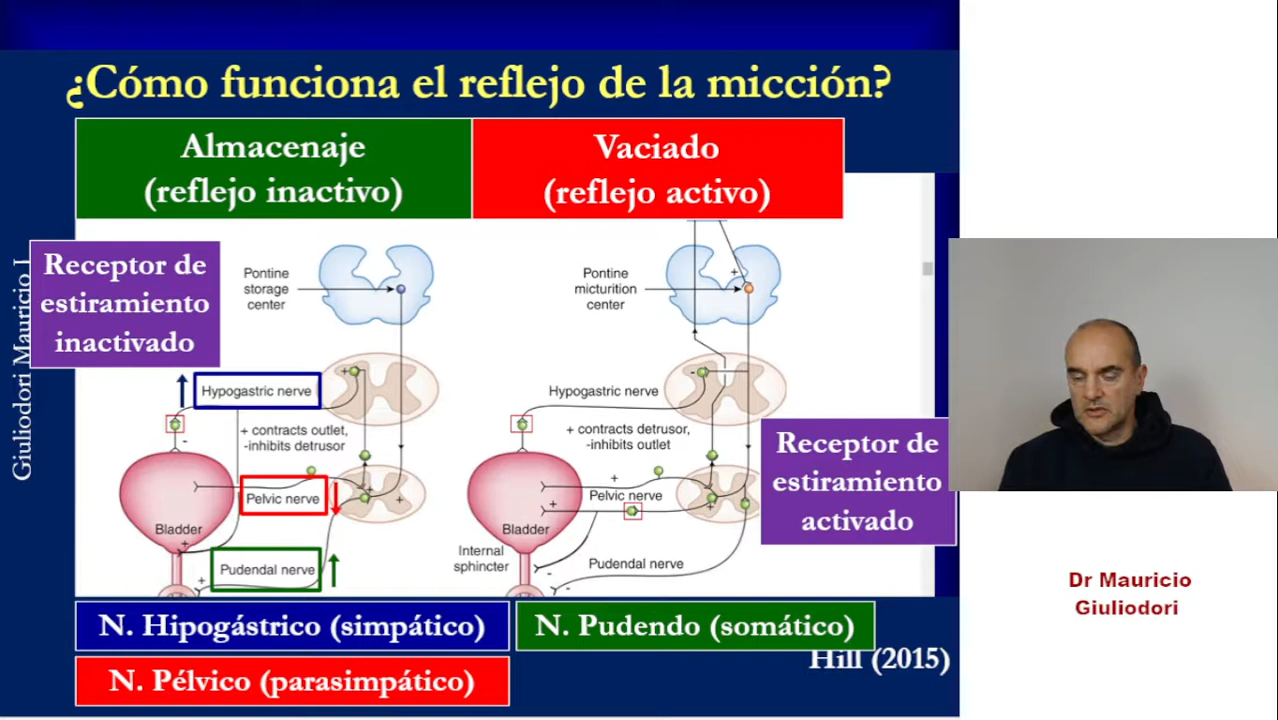 ¿Cómo funciona el reflejo de la micción?
Almacenaje
(reflejo inactivo)
Vaciado
(reflejo activo)
Receptor de
estiramiento
inactivado
Giuliodori Mauricio J
Pontine
storage
center
Hypogastric nerve
-
+
+ contracts outlet,
-inhibits detrusor
Pelvic nerve
+
+
Bladder
+
Pudendal nerve
+
Pontine
micturition
center
+
Hypogastric nerve
-
+ contracts detrusor,
-inhibits outlet
+
Pelvic nerve
+
+
Bladder
Internal
sphincter
-
Pudendal nerve
-
Receptor de
estiramiento
activado
N. Hipogástrico (simpático)
N. Pudendo (somático)
N. Pélvico (parasimpático)
Hill (2015)
Dr Mauricio
Giuliodori